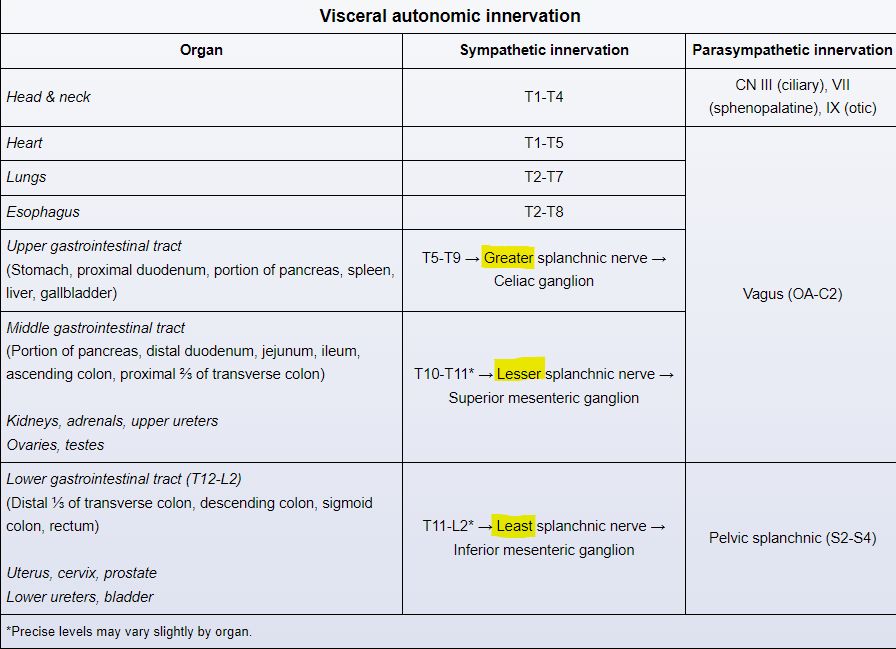 Visceral autonomic innervation
Organ Sympathetic innervation Parasympathetic innervation
Head & neck
T1-T4
CN III (ciliary), VII
(sphenopalatine), IX (otic)
Heart
T1-T5
Lungs
T2-T7
Esophagus
T2-T8
Upper gastrointestinal tract
(Stomach, proximal duodenum, portion of pancreas, spleen,
liver, gallbladder)
T5-T9 → Greater splanchnic nerve →
Celiac ganglion
Vagus (OA-C2)
Middle gastrointestinal tract
(Portion of pancreas, distal duodenum, jejunum, ileum,
ascending colon, proximal ⅔ of transverse colon)
Kidneys, adrenals, upper ureters
Ovaries, testes
T10-T11* → Lesser splanchnic nerve →
Superior mesenteric ganglion
Lower gastrointestinal tract (T12-L2)
(Distal ⅓ of transverse colon, descending colon, sigmoid
colon, rectum)
Uterus, cervix, prostate
Lower ureters, bladder
T11-L2* → Least splanchnic nerve →
Inferior mesenteric ganglion
Pelvic splanchnic (S2-S4)
*Precise levels may vary slightly by organ.